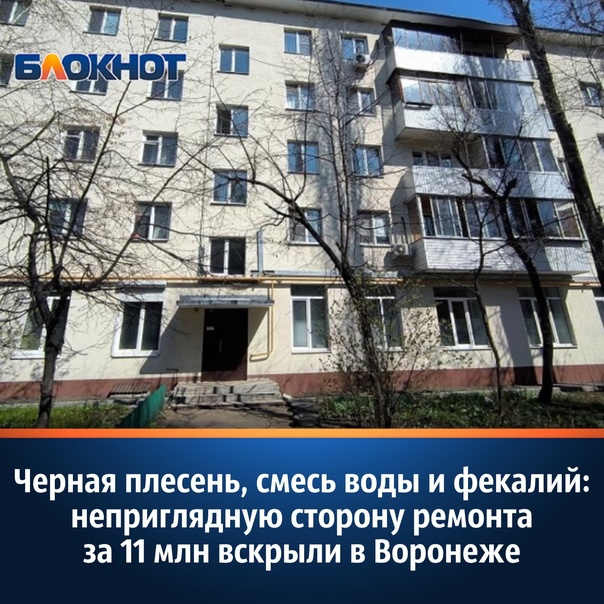 БЛОКНОТ
Черная плесень, смесь воды и фекалий:
неприглядную сторону ремонта
за 11 млн вскрыли в Воронеже